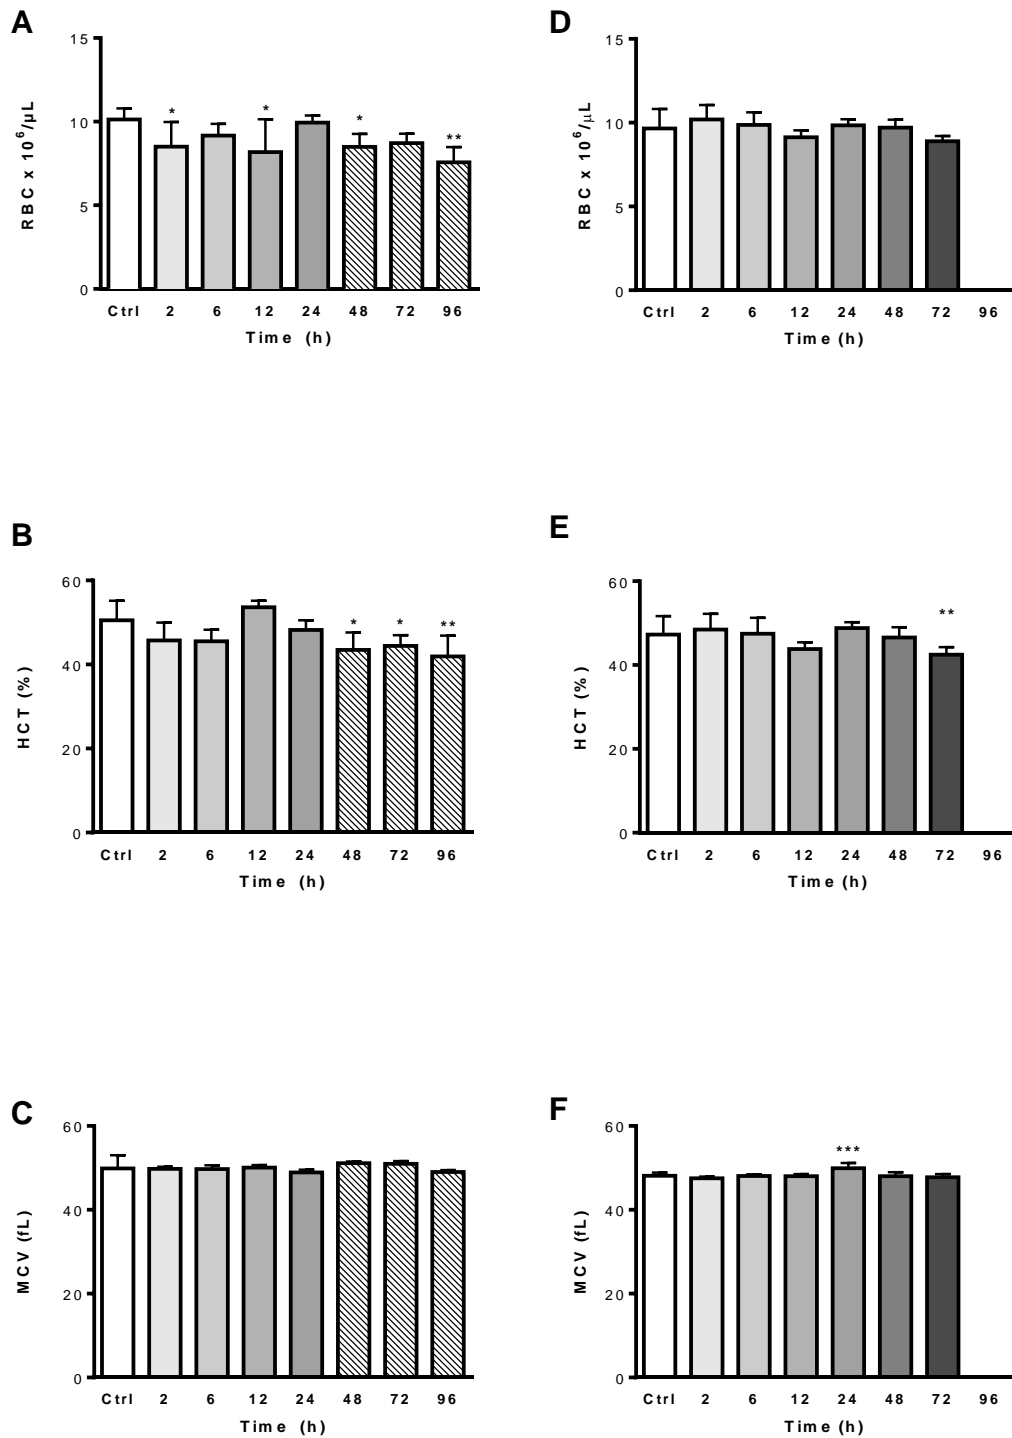 A
RBC x 10⁶/µL
15
10
5
0
* * * **
Ctrl 2 6 12 24 48 72 96
Time (h)
D
RBC x 10⁶/µL
15
10
5
0
Ctrl 2 6 12 24 48 72 96
Time (h)
B
HCT (%)
60
40
20
0
* * **
Ctrl 2 6 12 24 48 72 96
Time (h)
E
HCT (%)
60
40
20
0
**
Ctrl 2 6 12 24 48 72 96
Time (h)
C
MCV (fL)
60
40
20
0
Ctrl 2 6 12 24 48 72 96
Time (h)
F
MCV (fL)
60
40
20
0
***
Ctrl 2 6 12 24 48 72 96
Time (h)